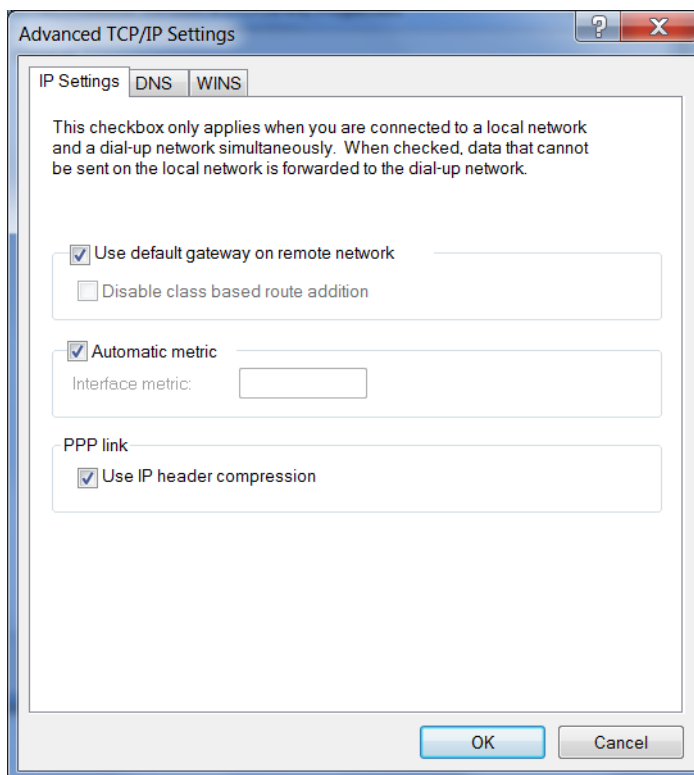 Advanced TCP/IP Settings
IP Settings DNS WINS
This checkbox only applies when you are connected to a local network
and a dial-up network simultaneously. When checked, data that cannot
be sent on the local network is forwarded to the dial-up network.
Use default gateway on remote network
Disable class based route addition
Automatic metric
Interface metric:
PPP link
Use IP header compression
OK Cancel